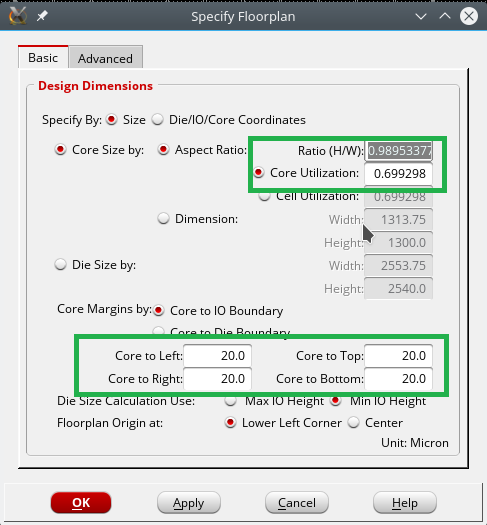 Specify Floorplan
Basic Advanced
Design Dimensions
Specify By: Size Die/IO/Core Coordinates
Core Size by: Aspect Ratio: Ratio (H/W): 0.98953377
Core Utilization: 0.699298
Cell Utilization: 0.699298
Dimension: Width: 1313.75
Height: 1300.0
Die Size by: Width: 2553.75
Height: 2540.0
Core Margins by: Core to IO Boundary
Core to Die Boundary
Core to Left: 20.0 Core to Top: 20.0
Core to Right: 20.0 Core to Bottom: 20.0
Die Size Calculation Use: Max IO Height Min IO Height
Floorplan Origin at: Lower Left Corner Center
Unit: Micron
OK Apply Cancel Help